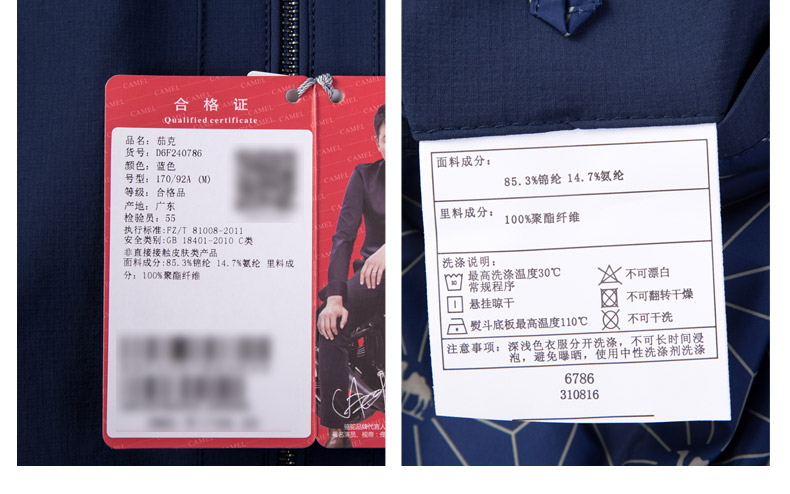 CAMEL
合格证
Qualified certificate
品名: 茄克
货号: D6F240786
颜色: 蓝色
号型: 170/92A (M)
等级: 合格品
产地: 广东
检验员: 55
执行标准:FZ/T 81008-2011
安全类别:GB 18401-2010 C类
非直接接触皮肤类产品
面料成分:85.3%锦纶 14.7%氨纶 里料成
分: 100%聚酯纤维
骆驼品牌代言人
面料成分:
85.3%锦纶 14.7%氨纶
里料成分:
100%聚酯纤维
洗涤说明:
30
最高洗涤温度30℃
常规程序
不可漂白
悬挂晾干
不可翻转干燥
熨斗底板最高温度110℃
不可干洗
注意事项: 深浅色衣服分开洗涤, 不可长时间浸
泡, 避免曝晒, 使用中性洗涤剂洗涤
6786
310816